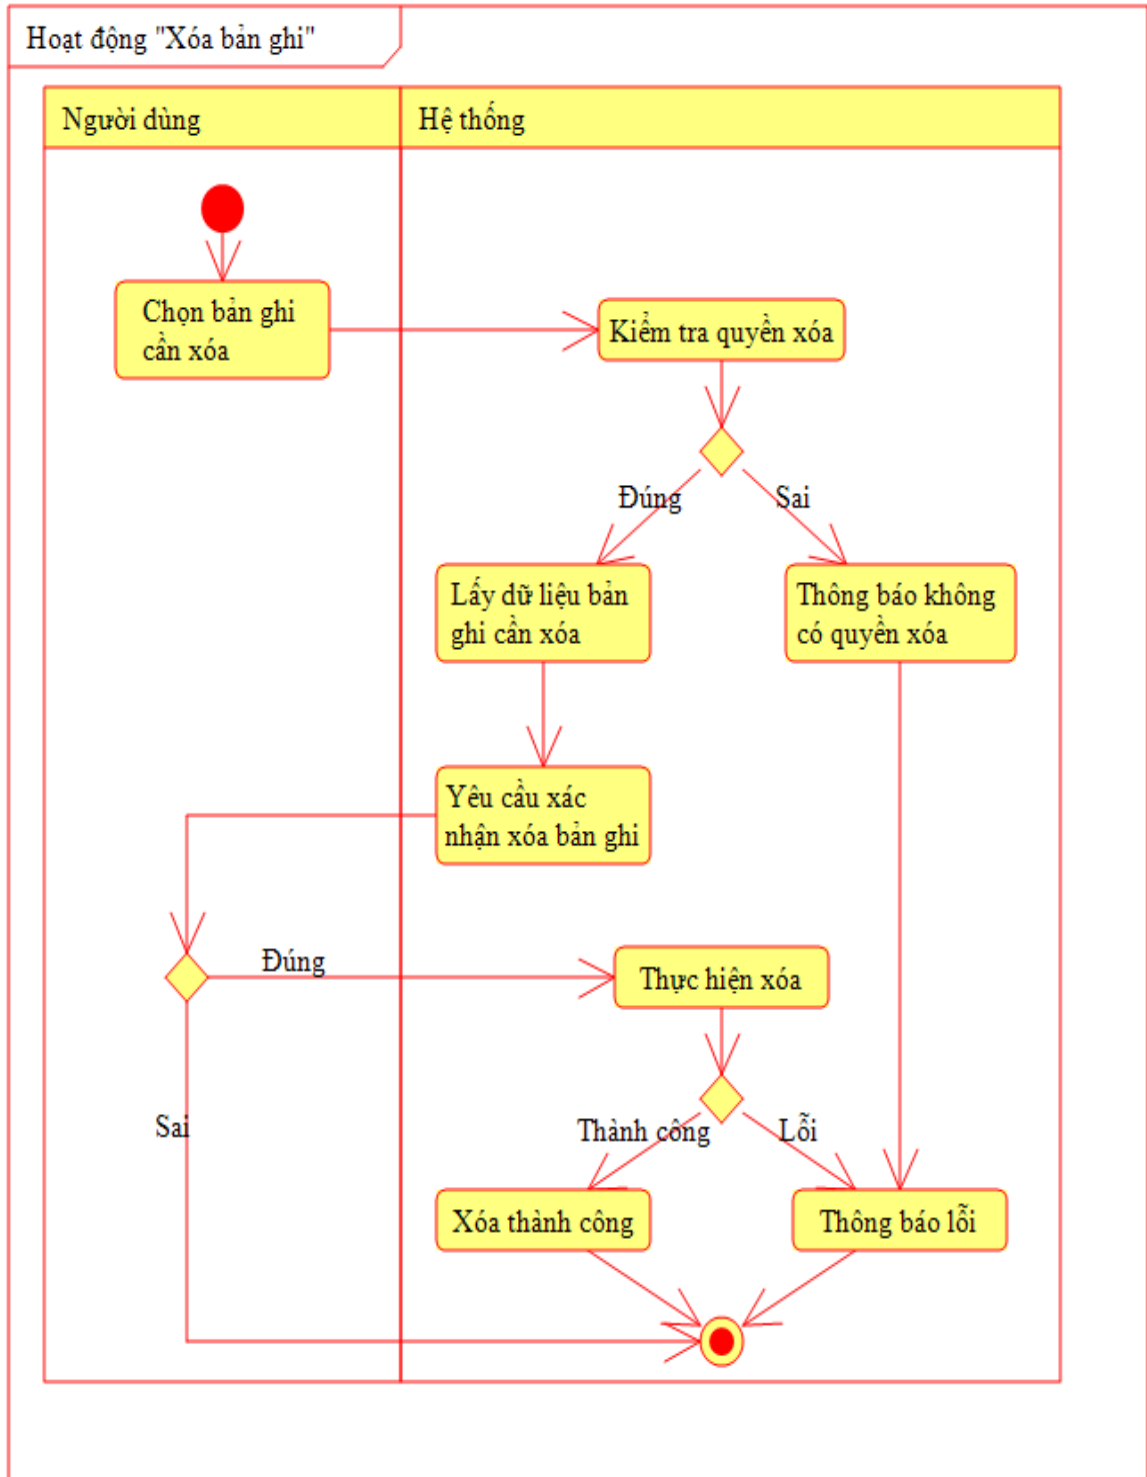 Hoạt động "Xóa bản ghi"
Người dùng
Hệ thống
Chọn bản ghi
cần xóa
Kiểm tra quyền xóa
Đúng
Sai
Lấy dữ liệu bản
ghi cần xóa
Thông báo không
có quyền xóa
Yêu cầu xác
nhận xóa bản ghi
Đúng
Thực hiện xóa
Sai
Thành công
Lỗi
Xóa thành công
Thông báo lỗi